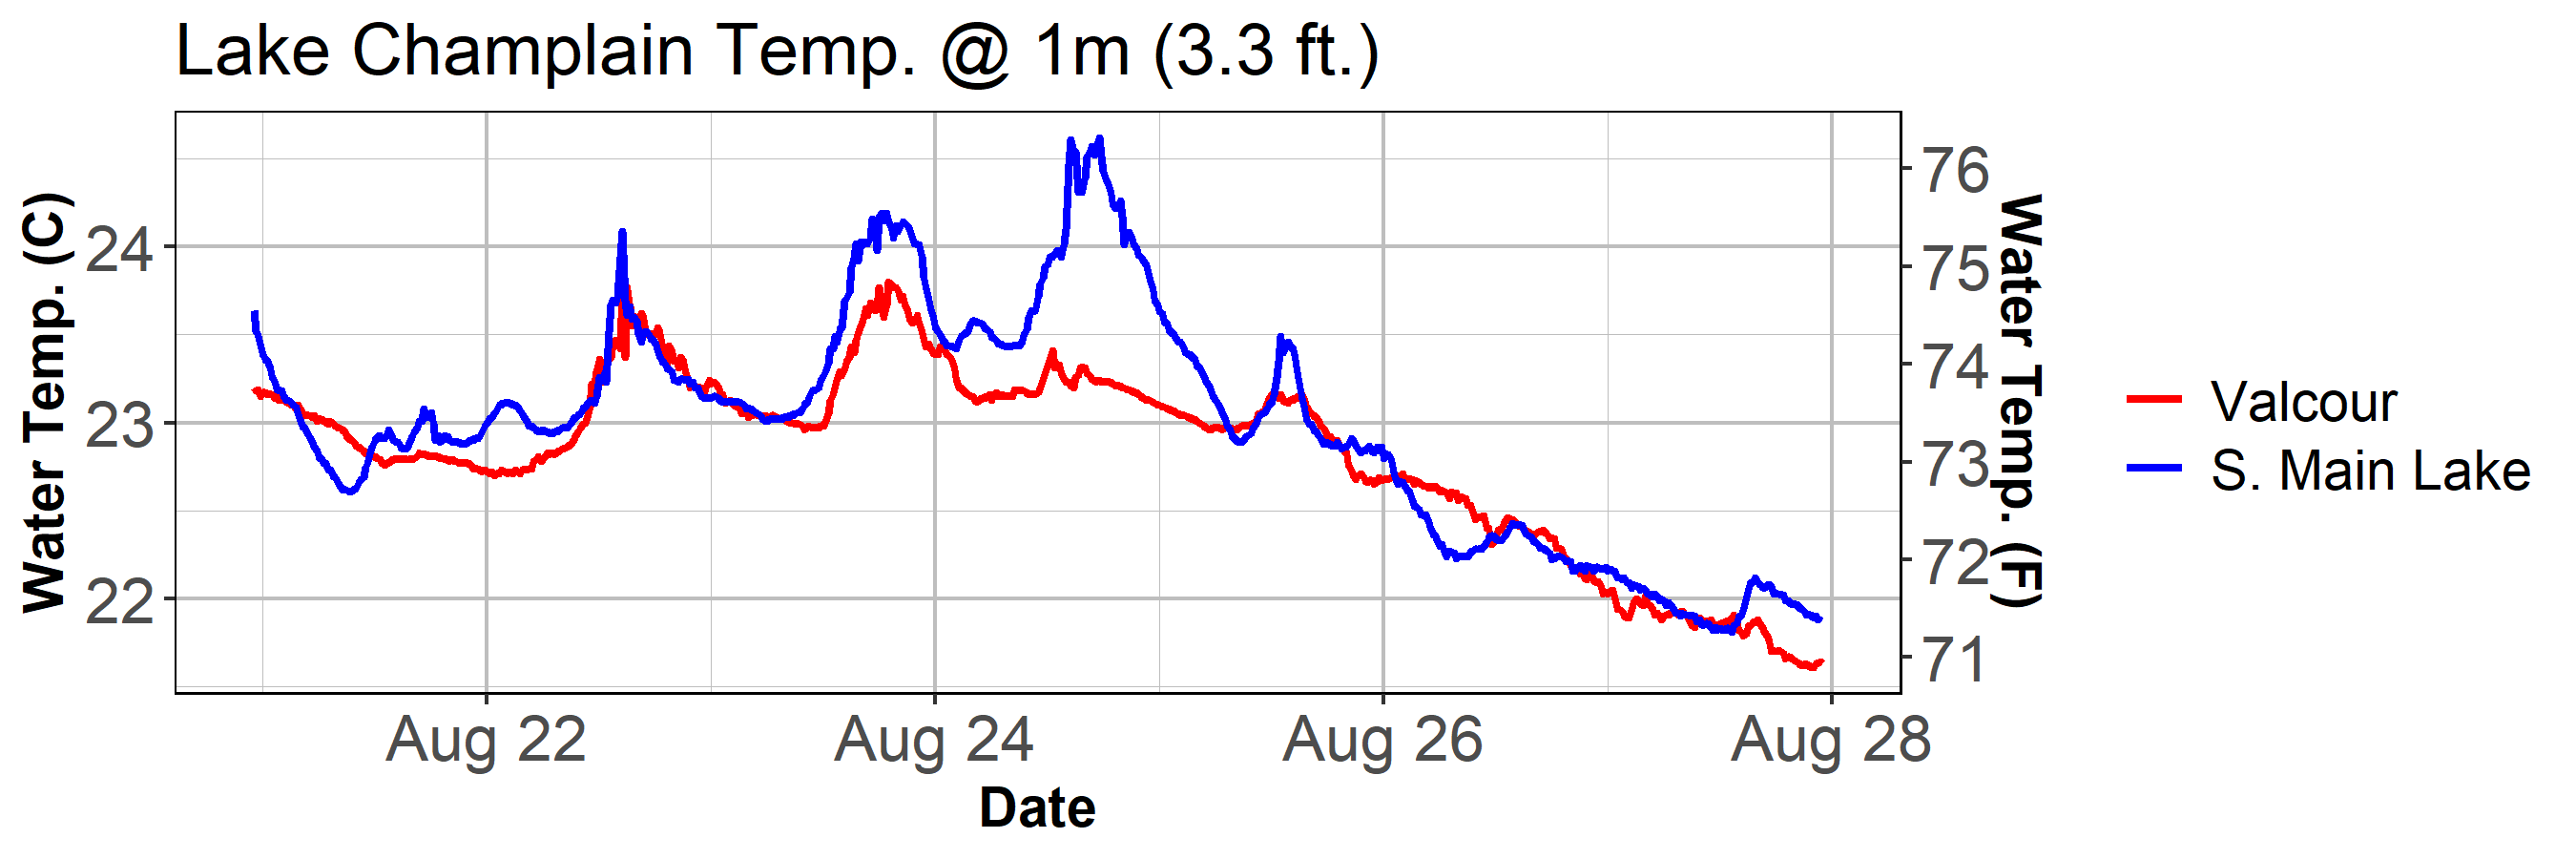 Lake Champlain Temp. @ 1m (3.3 ft.)
Water Temp. (C)
24
23
22
76
75
74
73
72
71
Water Temp. (F)
Aug 22
Aug 24
Aug 26
Aug 28
Date
Valcour
S. Main Lake